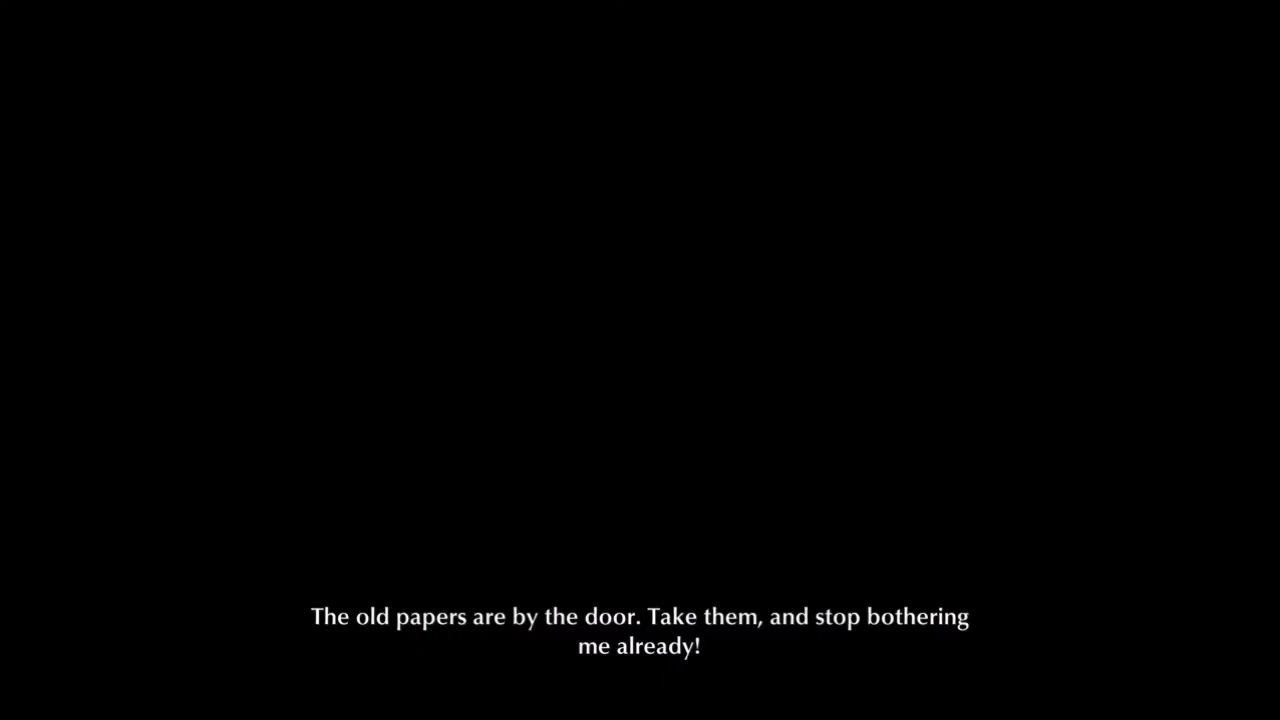 The old papers are by the door. Take them, and stop bothering
me already!